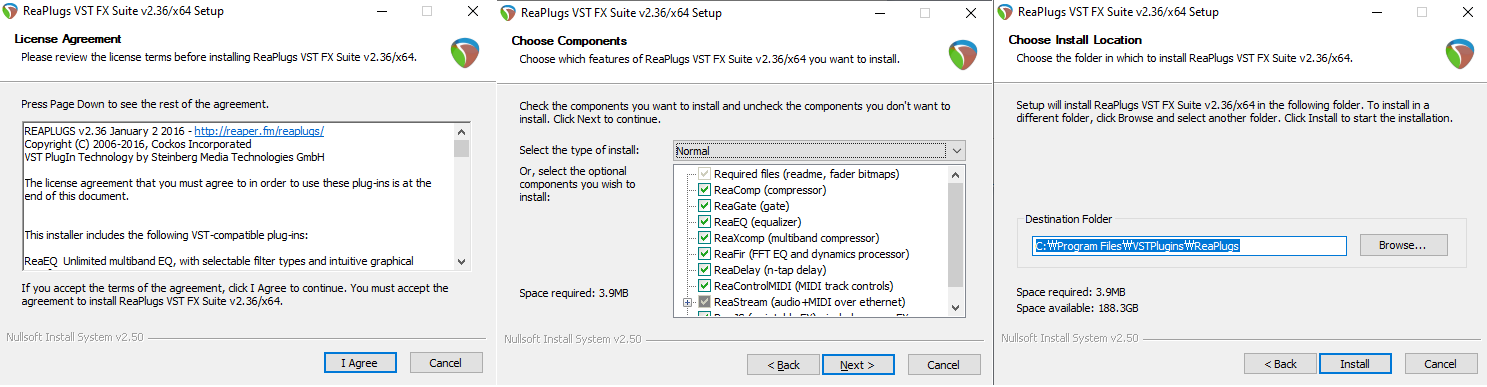 ReaPlugs VST FX Suite v2.36/x64 Setup
License Agreement
Please review the license terms before installing ReaPlugs VST FX Suite v2.36/x64.
Press Page Down to see the rest of the agreement.
REAPLUGS v2.36 January 2 2016 - http://reaper.fm/reaplugs/
Copyright (C) 2006-2016, Cockos Incorporated
VST PlugIn Technology by Steinberg Media Technologies GmbH
The license agreement that you must agree to in order to use these plug-ins is at the
end of this document.
This installer includes the following VST-compatible plug-ins:
ReaEQ  Unlimited multiband EQ, with selectable filter types and intuitive graphical
If you accept the terms of the agreement, click I Agree to continue. You must accept the
agreement to install ReaPlugs VST FX Suite v2.36/x64.
Nullsoft Install System v2.50
I Agree
Cancel
ReaPlugs VST FX Suite v2.36/x64 Setup
Choose Components
Choose which features of ReaPlugs VST FX Suite v2.36/x64 you want to install.
Check the components you want to install and uncheck the components you don't want to
install. Click Next to continue.
Select the type of install:
Normal
Or, select the optional
components you wish to
install:
Required files (readme, fader bitmaps)
ReaComp (compressor)
ReaGate (gate)
ReaEQ (equalizer)
ReaXcomp (multiband compressor)
ReaFir (FFT EQ and dynamics processor)
ReaDelay (n-tap delay)
ReaControlMIDI (MIDI track controls)
ReaStream (audio+MIDI over ethernet)
Space required: 3.9MB
Nullsoft Install System v2.50
< Back
Next >
Cancel
ReaPlugs VST FX Suite v2.36/x64 Setup
Choose Install Location
Choose the folder in which to install ReaPlugs VST FX Suite v2.36/x64.
Setup will install ReaPlugs VST FX Suite v2.36/x64 in the following folder. To install in a
different folder, click Browse and select another folder. Click Install to start the installation.
Destination Folder
C:₩Program Files₩VSTPlugins₩ReaPlugs
Browse...
Space required: 3.9MB
Space available: 188.3GB
Nullsoft Install System v2.50
< Back
Install
Cancel